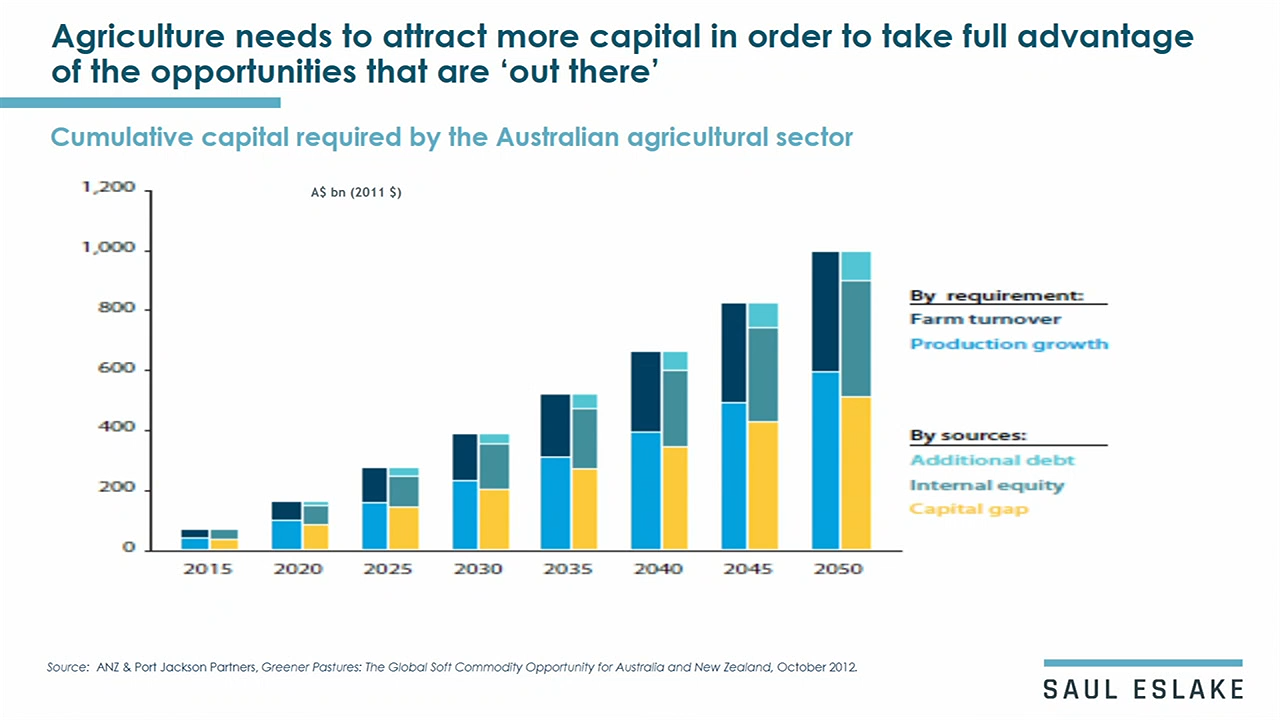 Agriculture needs to attract more capital in order to take full advantage
of the opportunities that are ‘out there’
Cumulative capital required by the Australian agricultural sector
A$ bn (2011 $)
1,200
1,000
800
600
400
200
0
2015 2020 2025 2030 2035 2040 2045 2050
By requirement:
Farm turnover
Production growth
By sources:
Additional debt
Internal equity
Capital gap
Source: ANZ & Port Jackson Partners, Greener Pastures: The Global Soft Commodity Opportunity for Australia and New Zealand, October 2012.
SAUL ESLAKE